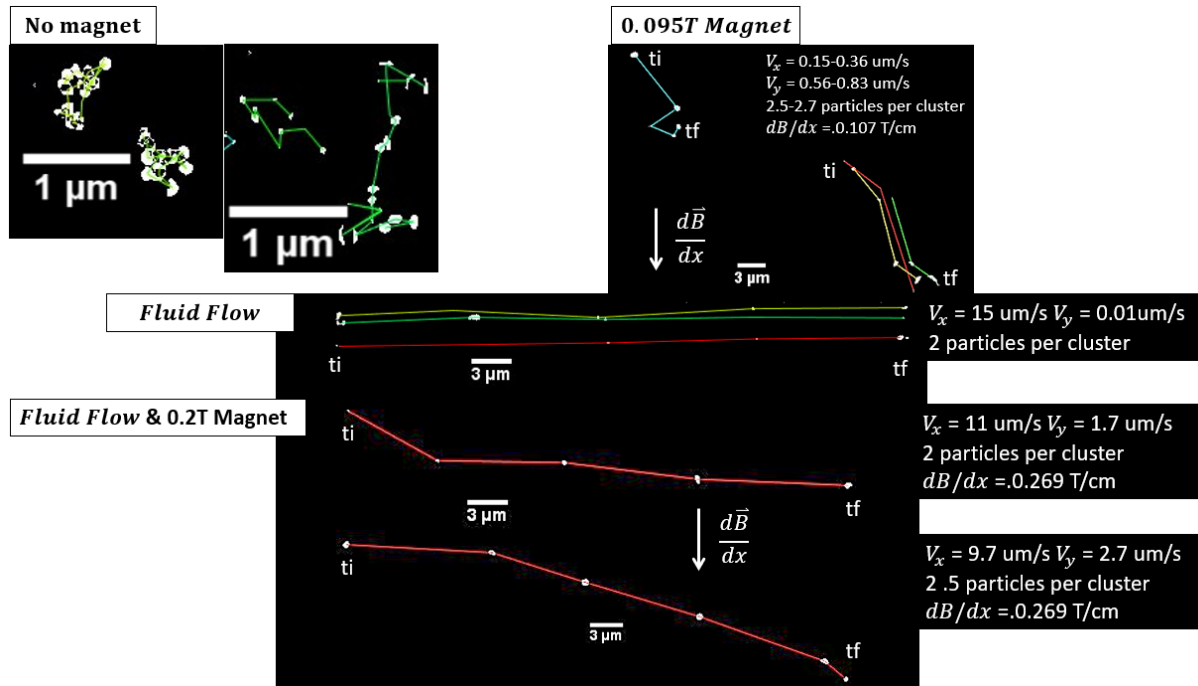 No magnet
1 µm
1 µm
0.095T Magnet
ti
tf
V_x = 0.15-0.36 um/s
V_y = 0.56-0.83 um/s
2.5-2.7 particles per cluster
dB/dx =.0.107 T/cm
ti
tf
dB⃗/dx
3 µm
Fluid Flow
ti
tf
3 µm
V_x = 15 um/s V_y = 0.01um/s
2 particles per cluster
Fluid Flow & 0.2T Magnet
ti
tf
3 µm
V_x = 11 um/s V_y = 1.7 um/s
2 particles per cluster
dB/dx =.0.269 T/cm
dB⃗/dx
ti
tf
3 µm
V_x = 9.7 um/s V_y = 2.7 um/s
2 .5 particles per cluster
dB/dx =.0.269 T/cm